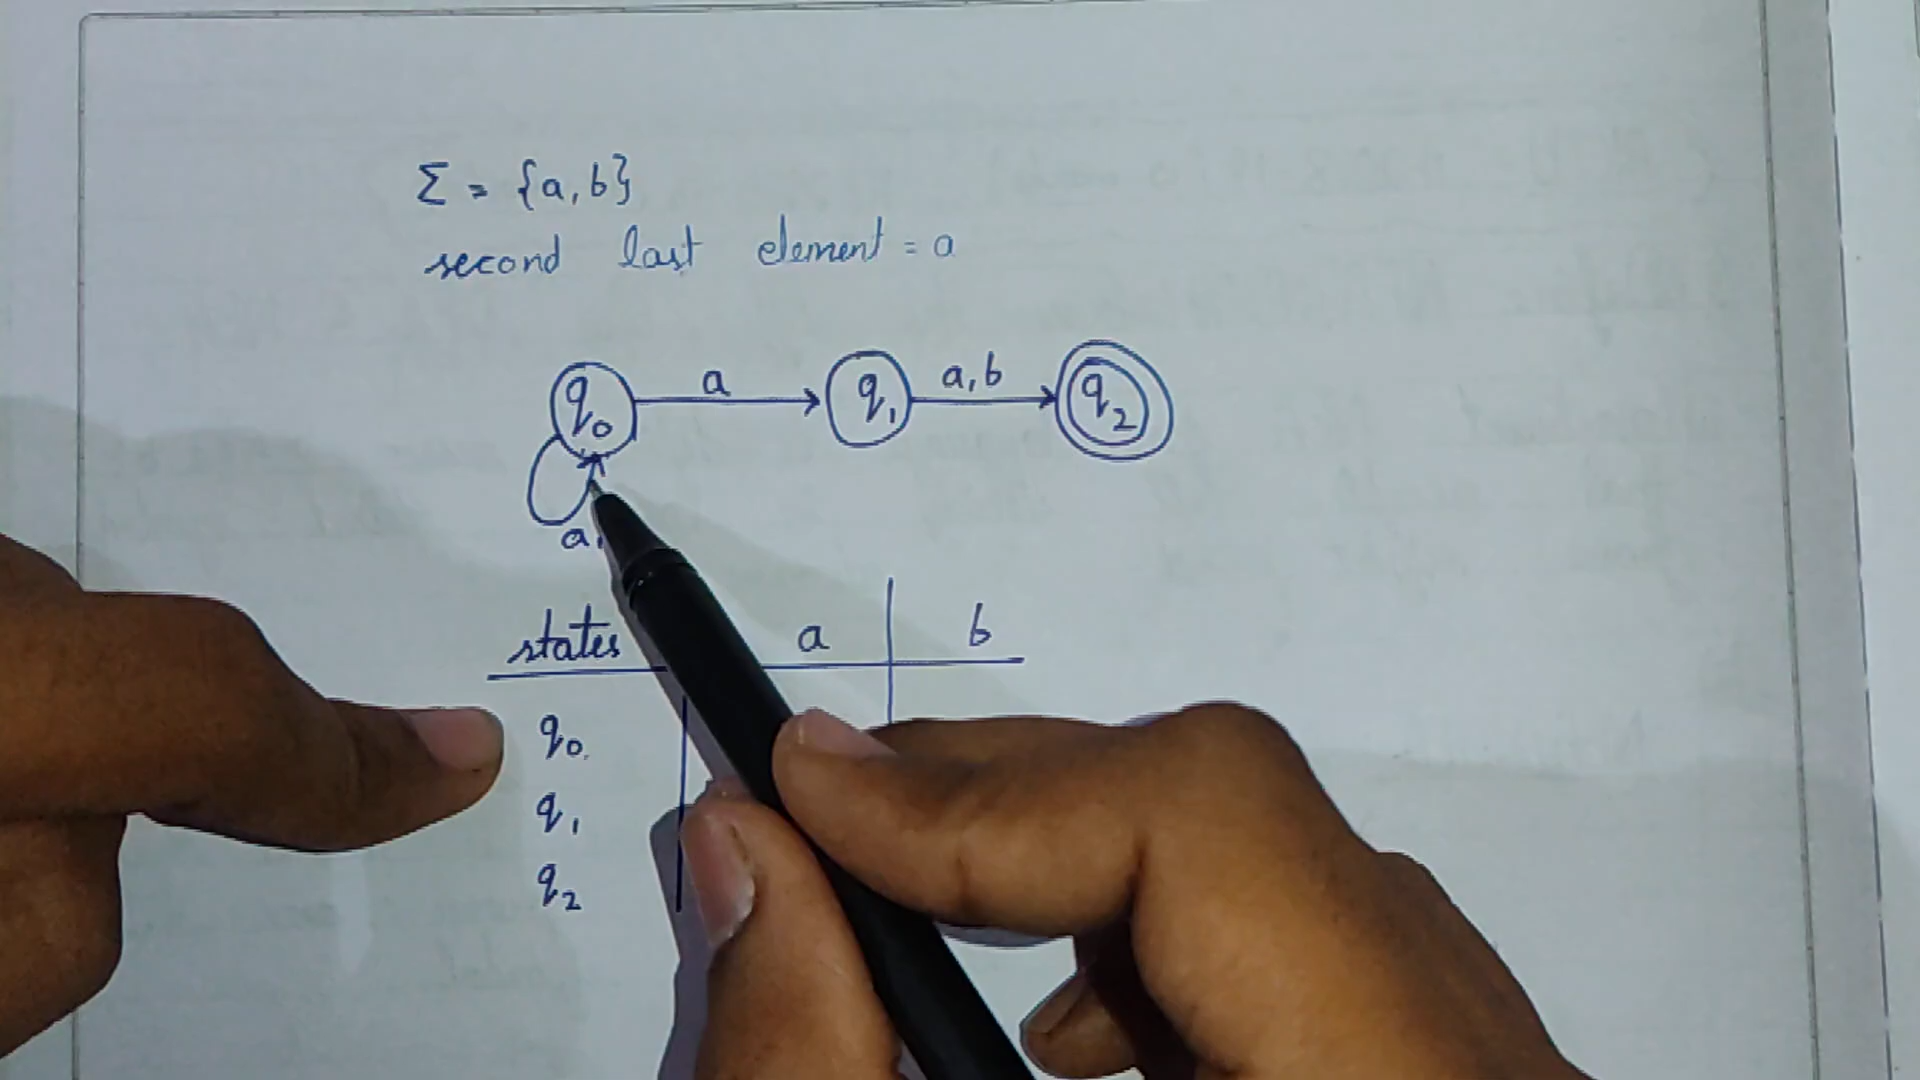 Σ = {a, b}
second last element = a
a
a, b
q₀
q₁
q₂
a,
states a b
q₀
q₁
q₂